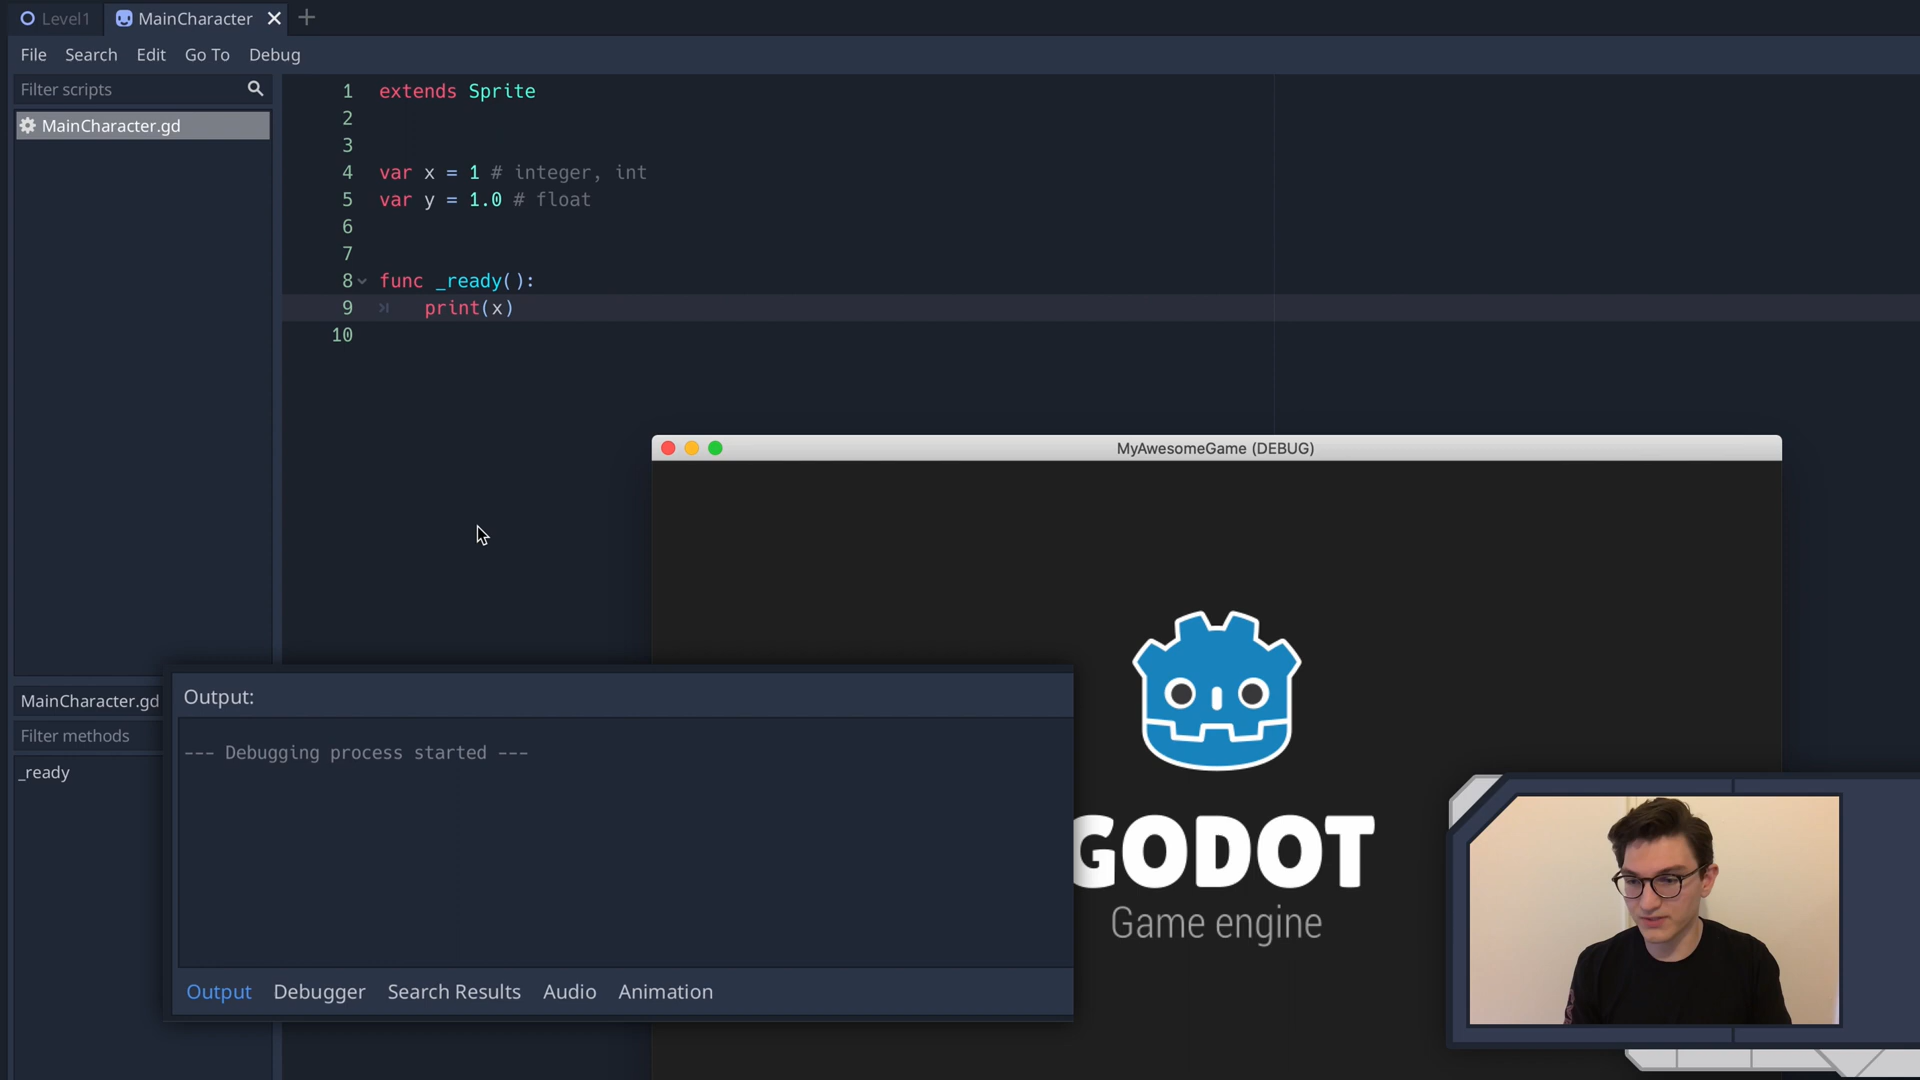 Level1
MainCharacter
File Search Edit Go To Debug
Filter scripts
MainCharacter.gd
1 extends Sprite
2
3
4 var x = 1 # integer, int
5 var y = 1.0 # float
6
7
8 func _ready():
9 print(x)
10
MyAwesomeGame (DEBUG)
MainCharacter.gd
Filter methods
_ready
Output:
--- Debugging process started ---
Output Debugger Search Results Audio Animation
GODOT
Game engine